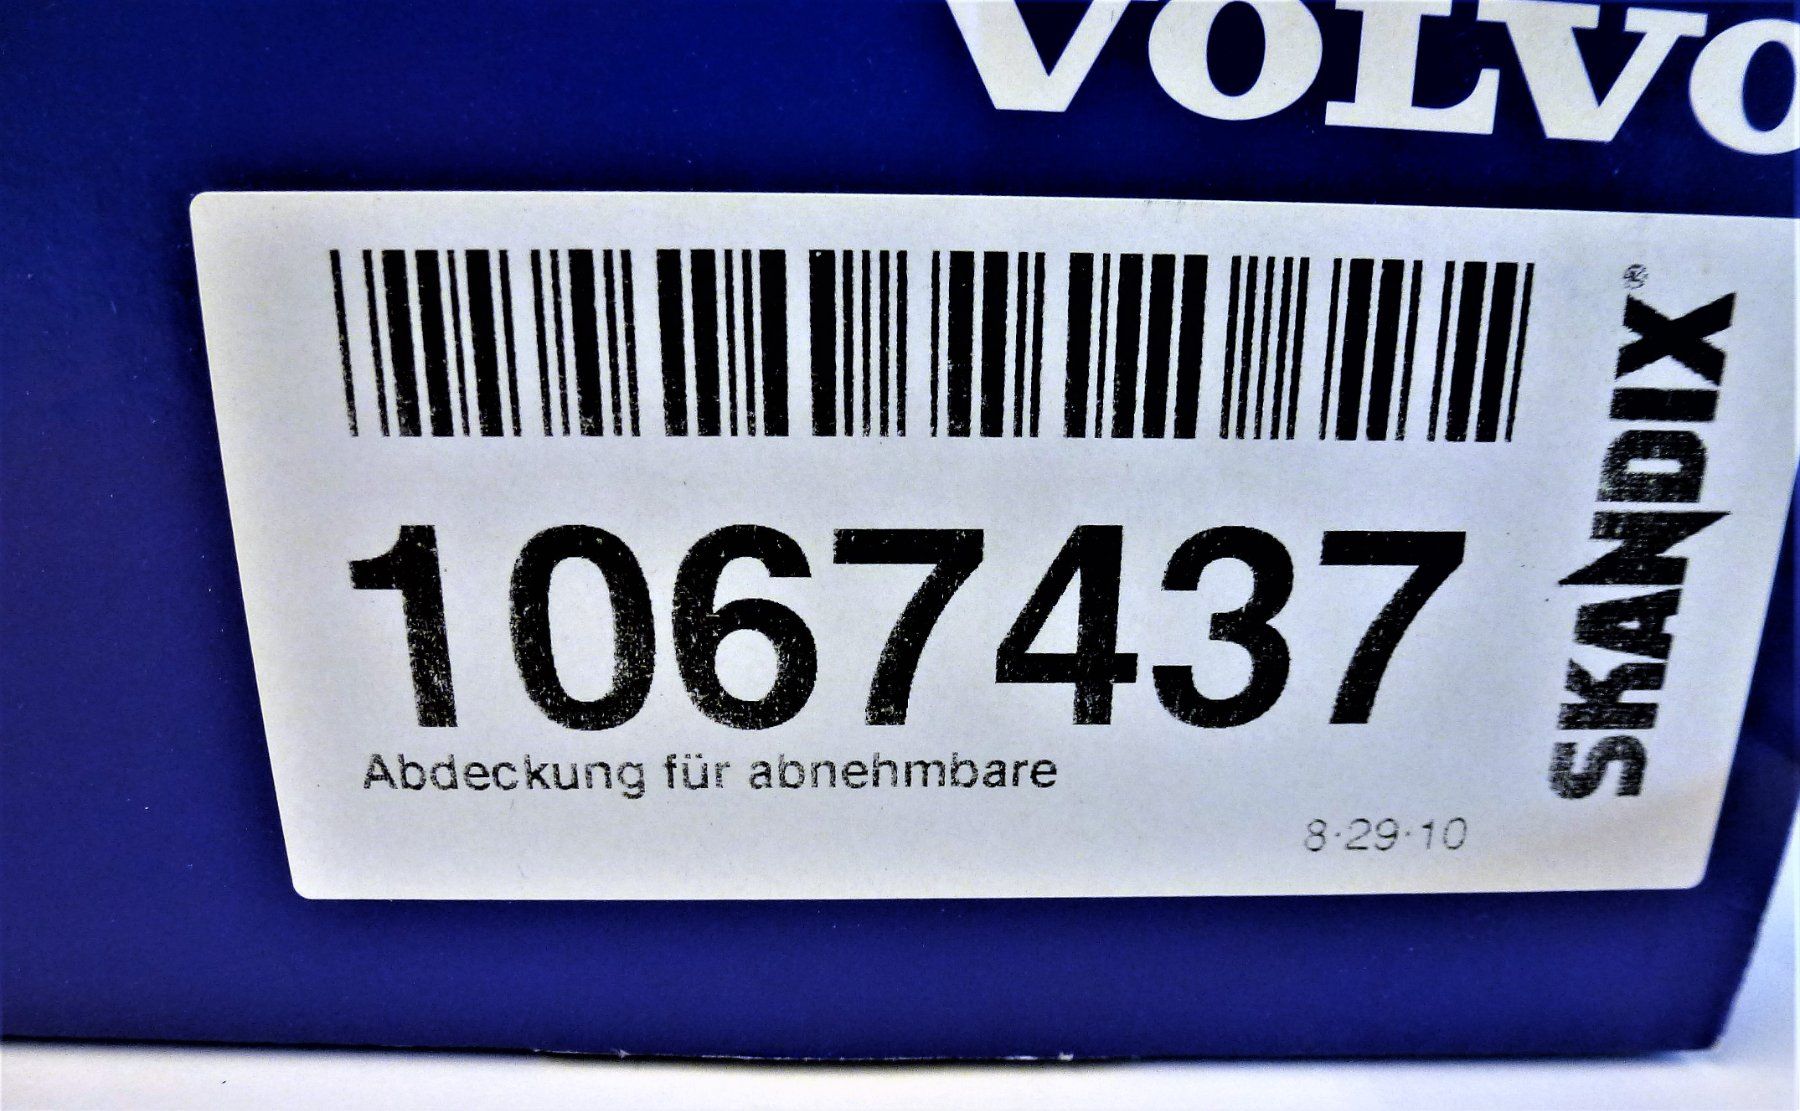 VOLVO
SKANDIX®
1067437
Abdeckung für abnehmbare
8·29·10